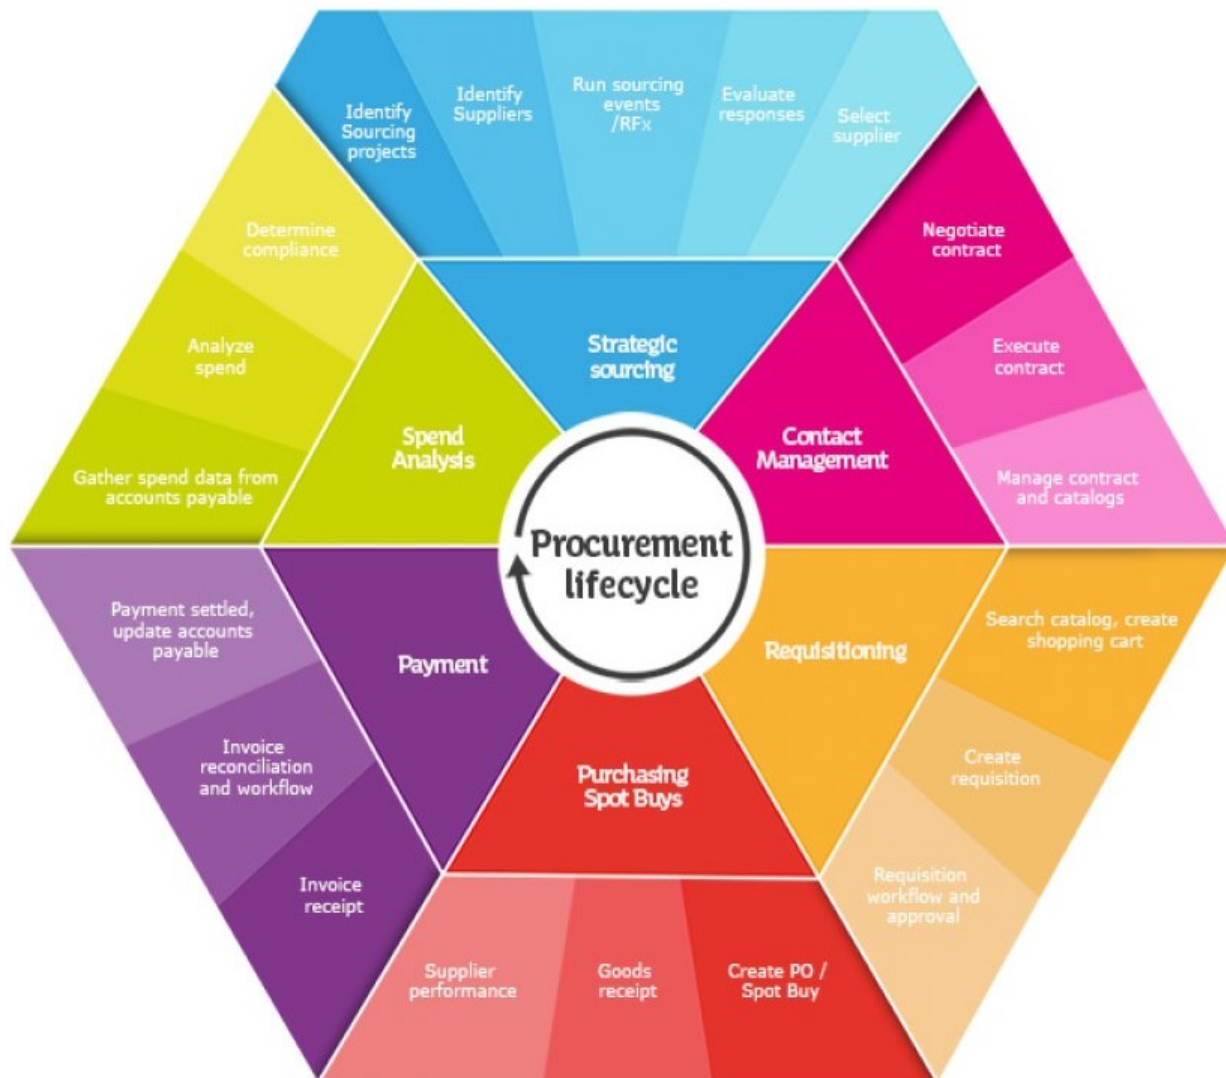 Identify
Sourcing
projects
Identify
Suppliers
Run sourcing
events
/RFx
Evaluate
responses
Select
supplier
Strategic
sourcing
Negotiate
contract
Execute
contract
Manage contract
and catalogs
Contact
Management
Search catalog, create
shopping cart
Create
requisition
Requisition
workflow and
approval
Requisitioning
Create PO /
Spot Buy
Goods
receipt
Supplier
performance
Purchasing
Spot Buys
Invoice
receipt
Invoice
reconciliation
and workflow
Payment settled,
update accounts
payable
Payment
Gather spend data from
accounts payable
Analyze
spend
Determine
compliance
Spend
Analysis
Procurement
lifecycle